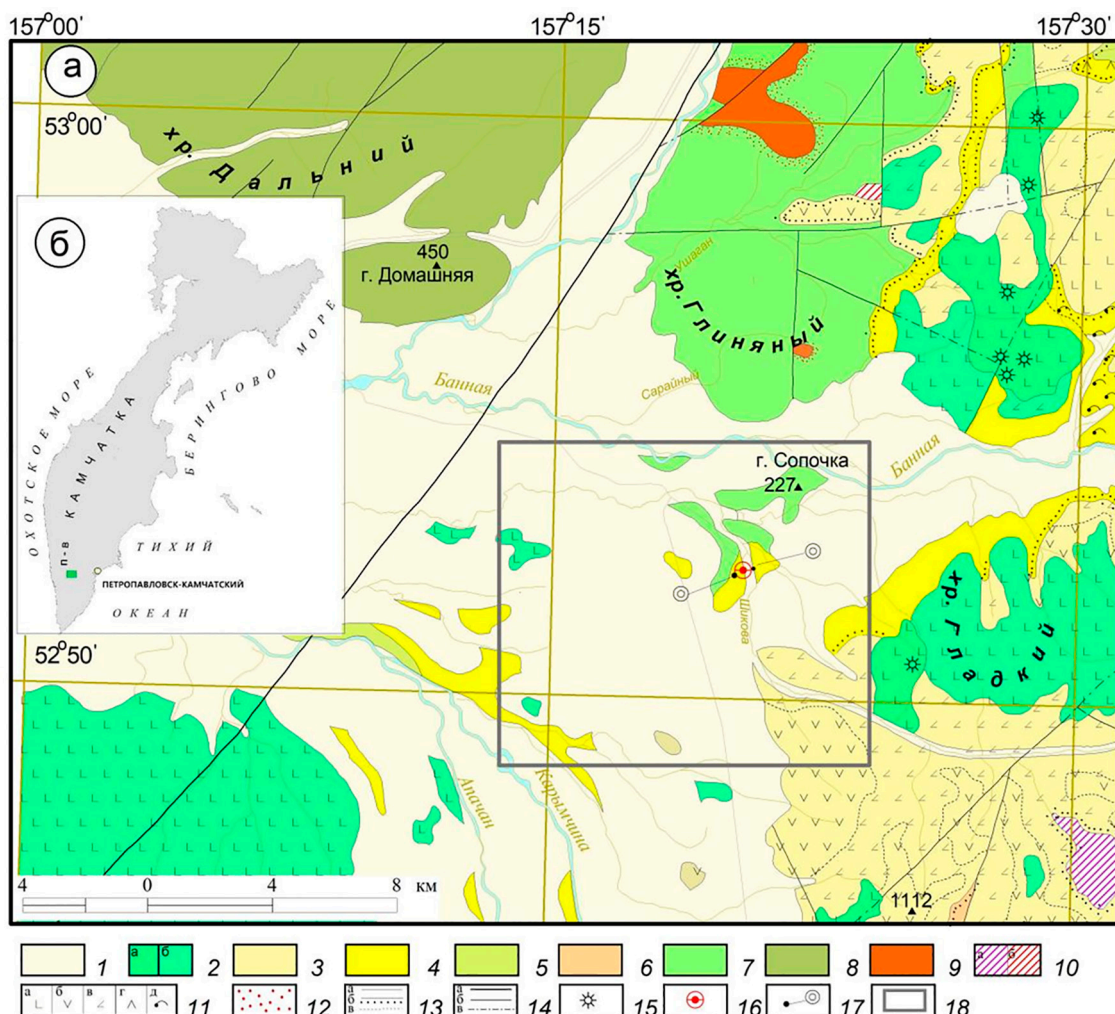 157°00' 157°15' 157°30'
а
53°00'
хр. Дальний
450
г. Домашняя
б
ОХОТСКОЕ МОРЕ
П-В КАМЧАТКА
БЕРИНГОВО МОРЕ
ТИХИЙ
ПЕТРОПАВЛОВСК-КАМЧАТСКИЙ
ОКЕАН
Ушаган
хр. Глиняный
Сарайный
Банная
Банная
г. Сопочка
227
Шикова
хр. Гладкий
52°50'
Апачан
Карымчина
1112
4 0 4 8 км
1 а б 2 3 4 5 6 7 8 9 а б 10
а б в г д 11 12 а б в 13 а б в 14 15 16 17 18